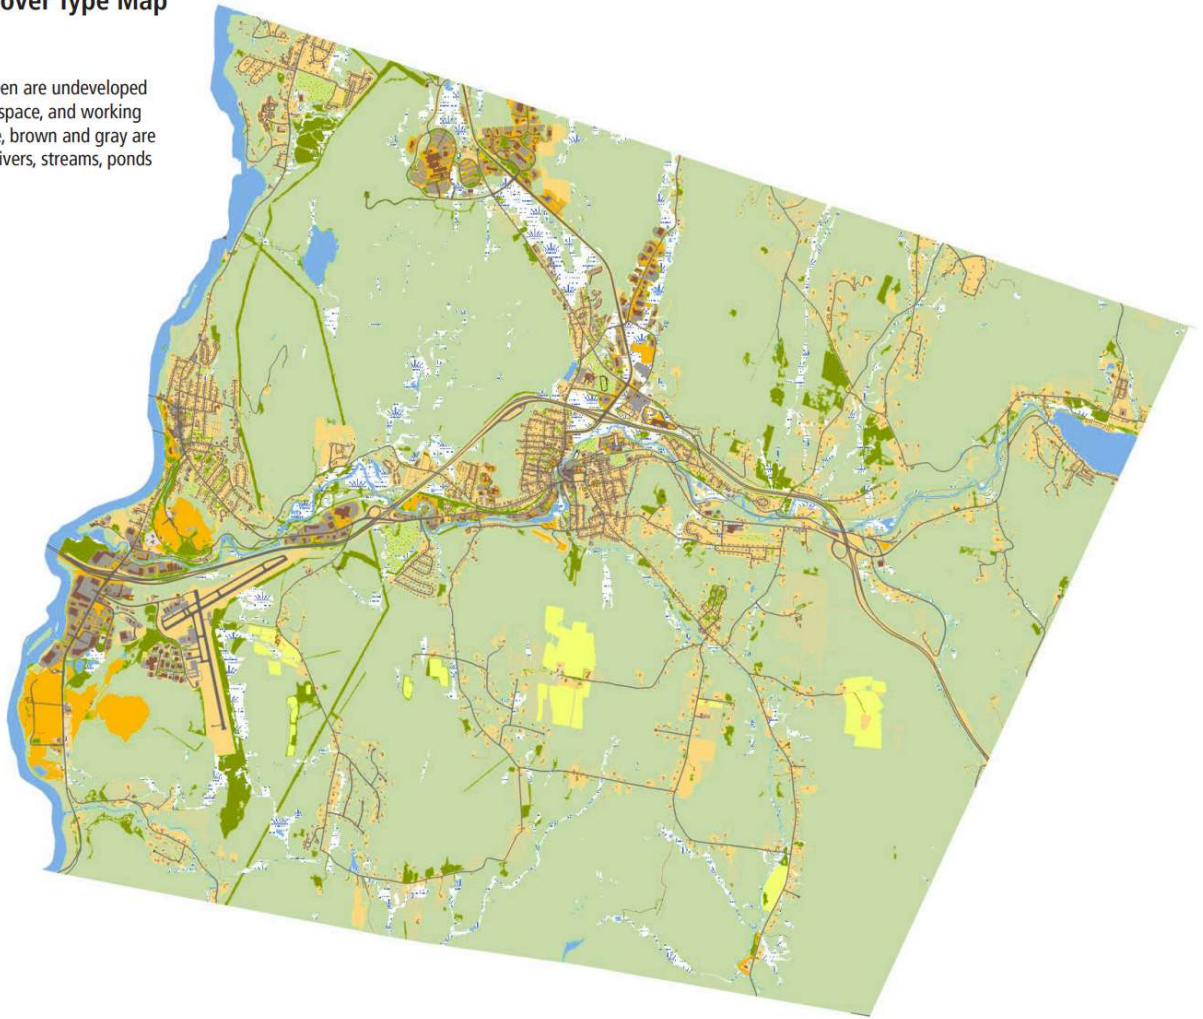 over Type Map
en are undeveloped
space, and working
, brown and gray are
ivers, streams, ponds